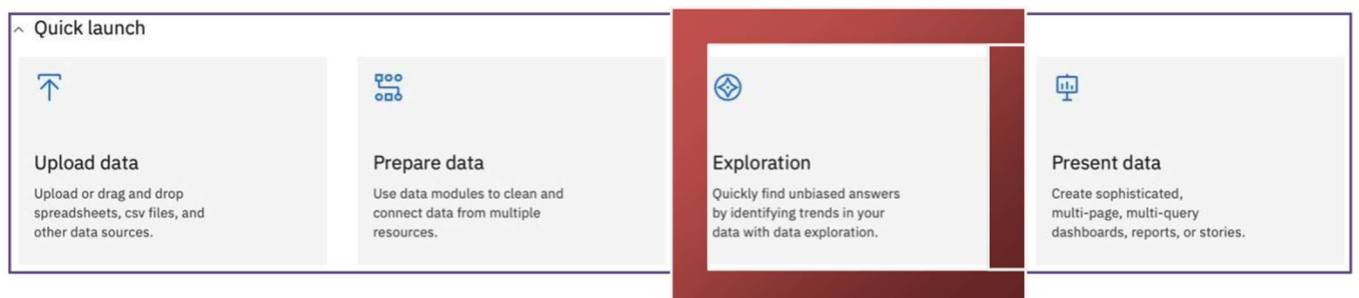 Quick launch
Upload data
Upload or drag and drop
spreadsheets, csv files, and
other data sources.
Prepare data
Use data modules to clean and
connect data from multiple
resources.
Exploration
Quickly find unbiased answers
by identifying trends in your
data with data exploration.
Present data
Create sophisticated,
multi-page, multi-query
dashboards, reports, or stories.